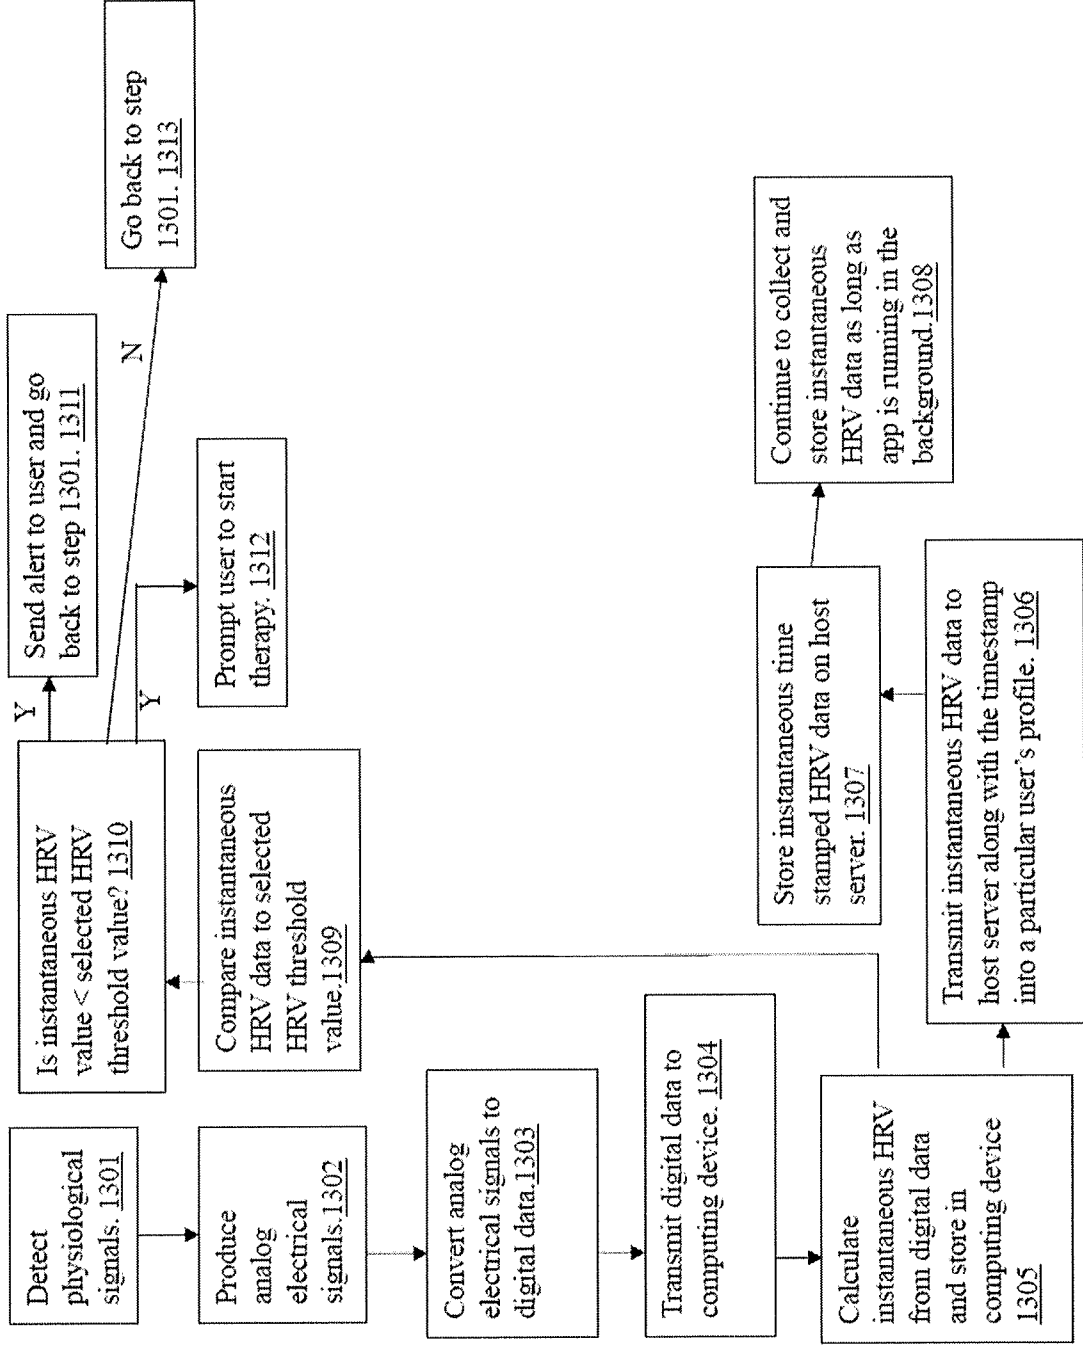 Detect
physiological
signals. 1301
Produce
analog
electrical
signals.1302
Convert analog
electrical signals to
digital data.1303
Transmit digital data to
computing device. 1304
Calculate
instantaneous HRV
from digital data
and store in
computing device
1305
Transmit instantaneous HRV data to
host server along with the timestamp
into a particular user's profile. 1306
Store instantaneous time
stamped HRV data on host
server. 1307
Continue to collect and
store instantaneous
HRV data as long as
app is running in the
background.1308
Compare instantaneous
HRV data to selected
HRV threshold
value.1309
Is instantaneous HRV
value < selected HRV
threshold value? 1310
Y
Send alert to user and go
back to step 1301. 1311
Y
Prompt user to start
therapy. 1312
N
Go back to step
1301. 1313